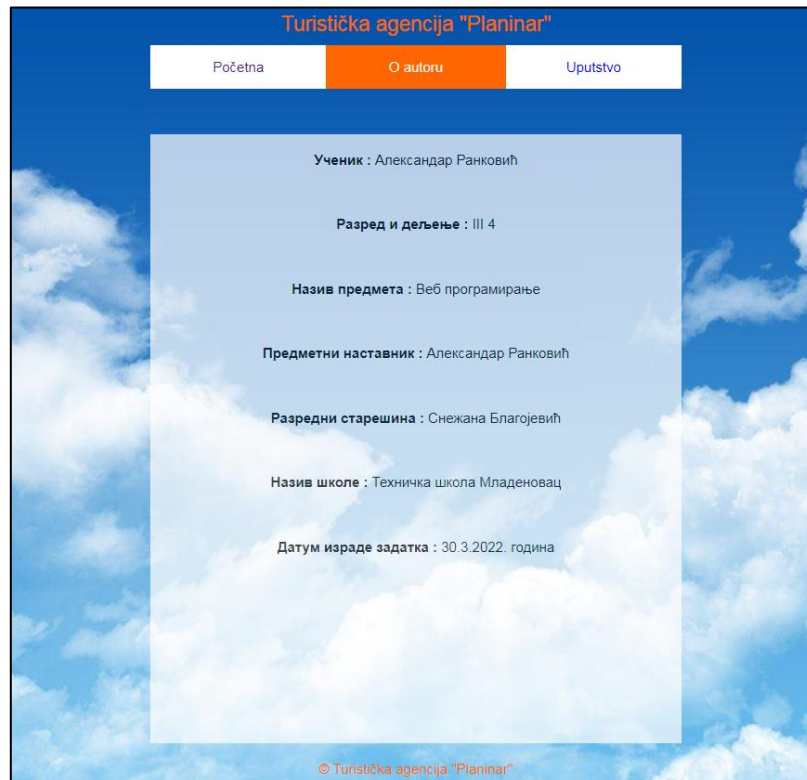 Turistička agencija "Planinar"
Početna O autoru Uputstvo
Ученик : Александар Ранковић
Разред и дељење : III 4
Назив предмета : Веб програмирање
Предметни наставник : Александар Ранковић
Разредни старешина : Снежана Благојевић
Назив школе : Техничка школа Младеновац
Датум израде задатка : 30.3.2022. година
© Turistička agencija "Planinar"